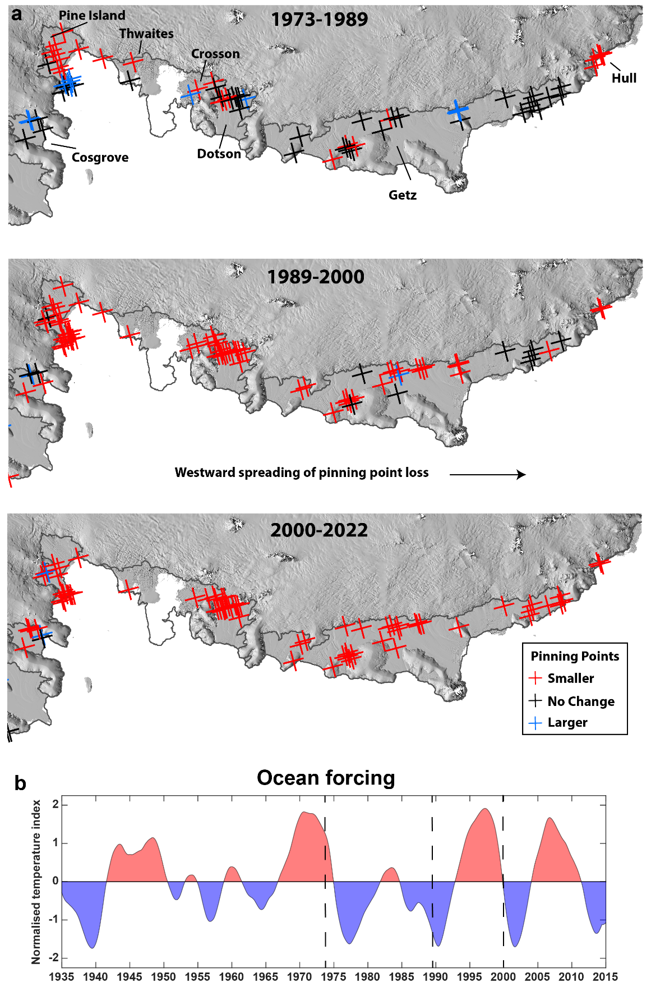 a
1973-1989
Pine Island
Thwaites
Crosson
Hull
Cosgrove
Dotson
Getz
1989-2000
Westward spreading of pinning point loss
2000-2022
Pinning Points
Smaller
No Change
Larger
b
Ocean forcing
Normalised temperature index
2
1
0
-1
-2
1935 1940 1945 1950 1955 1960 1965 1970 1975 1980 1985 1990 1995 2000 2005 2010 2015